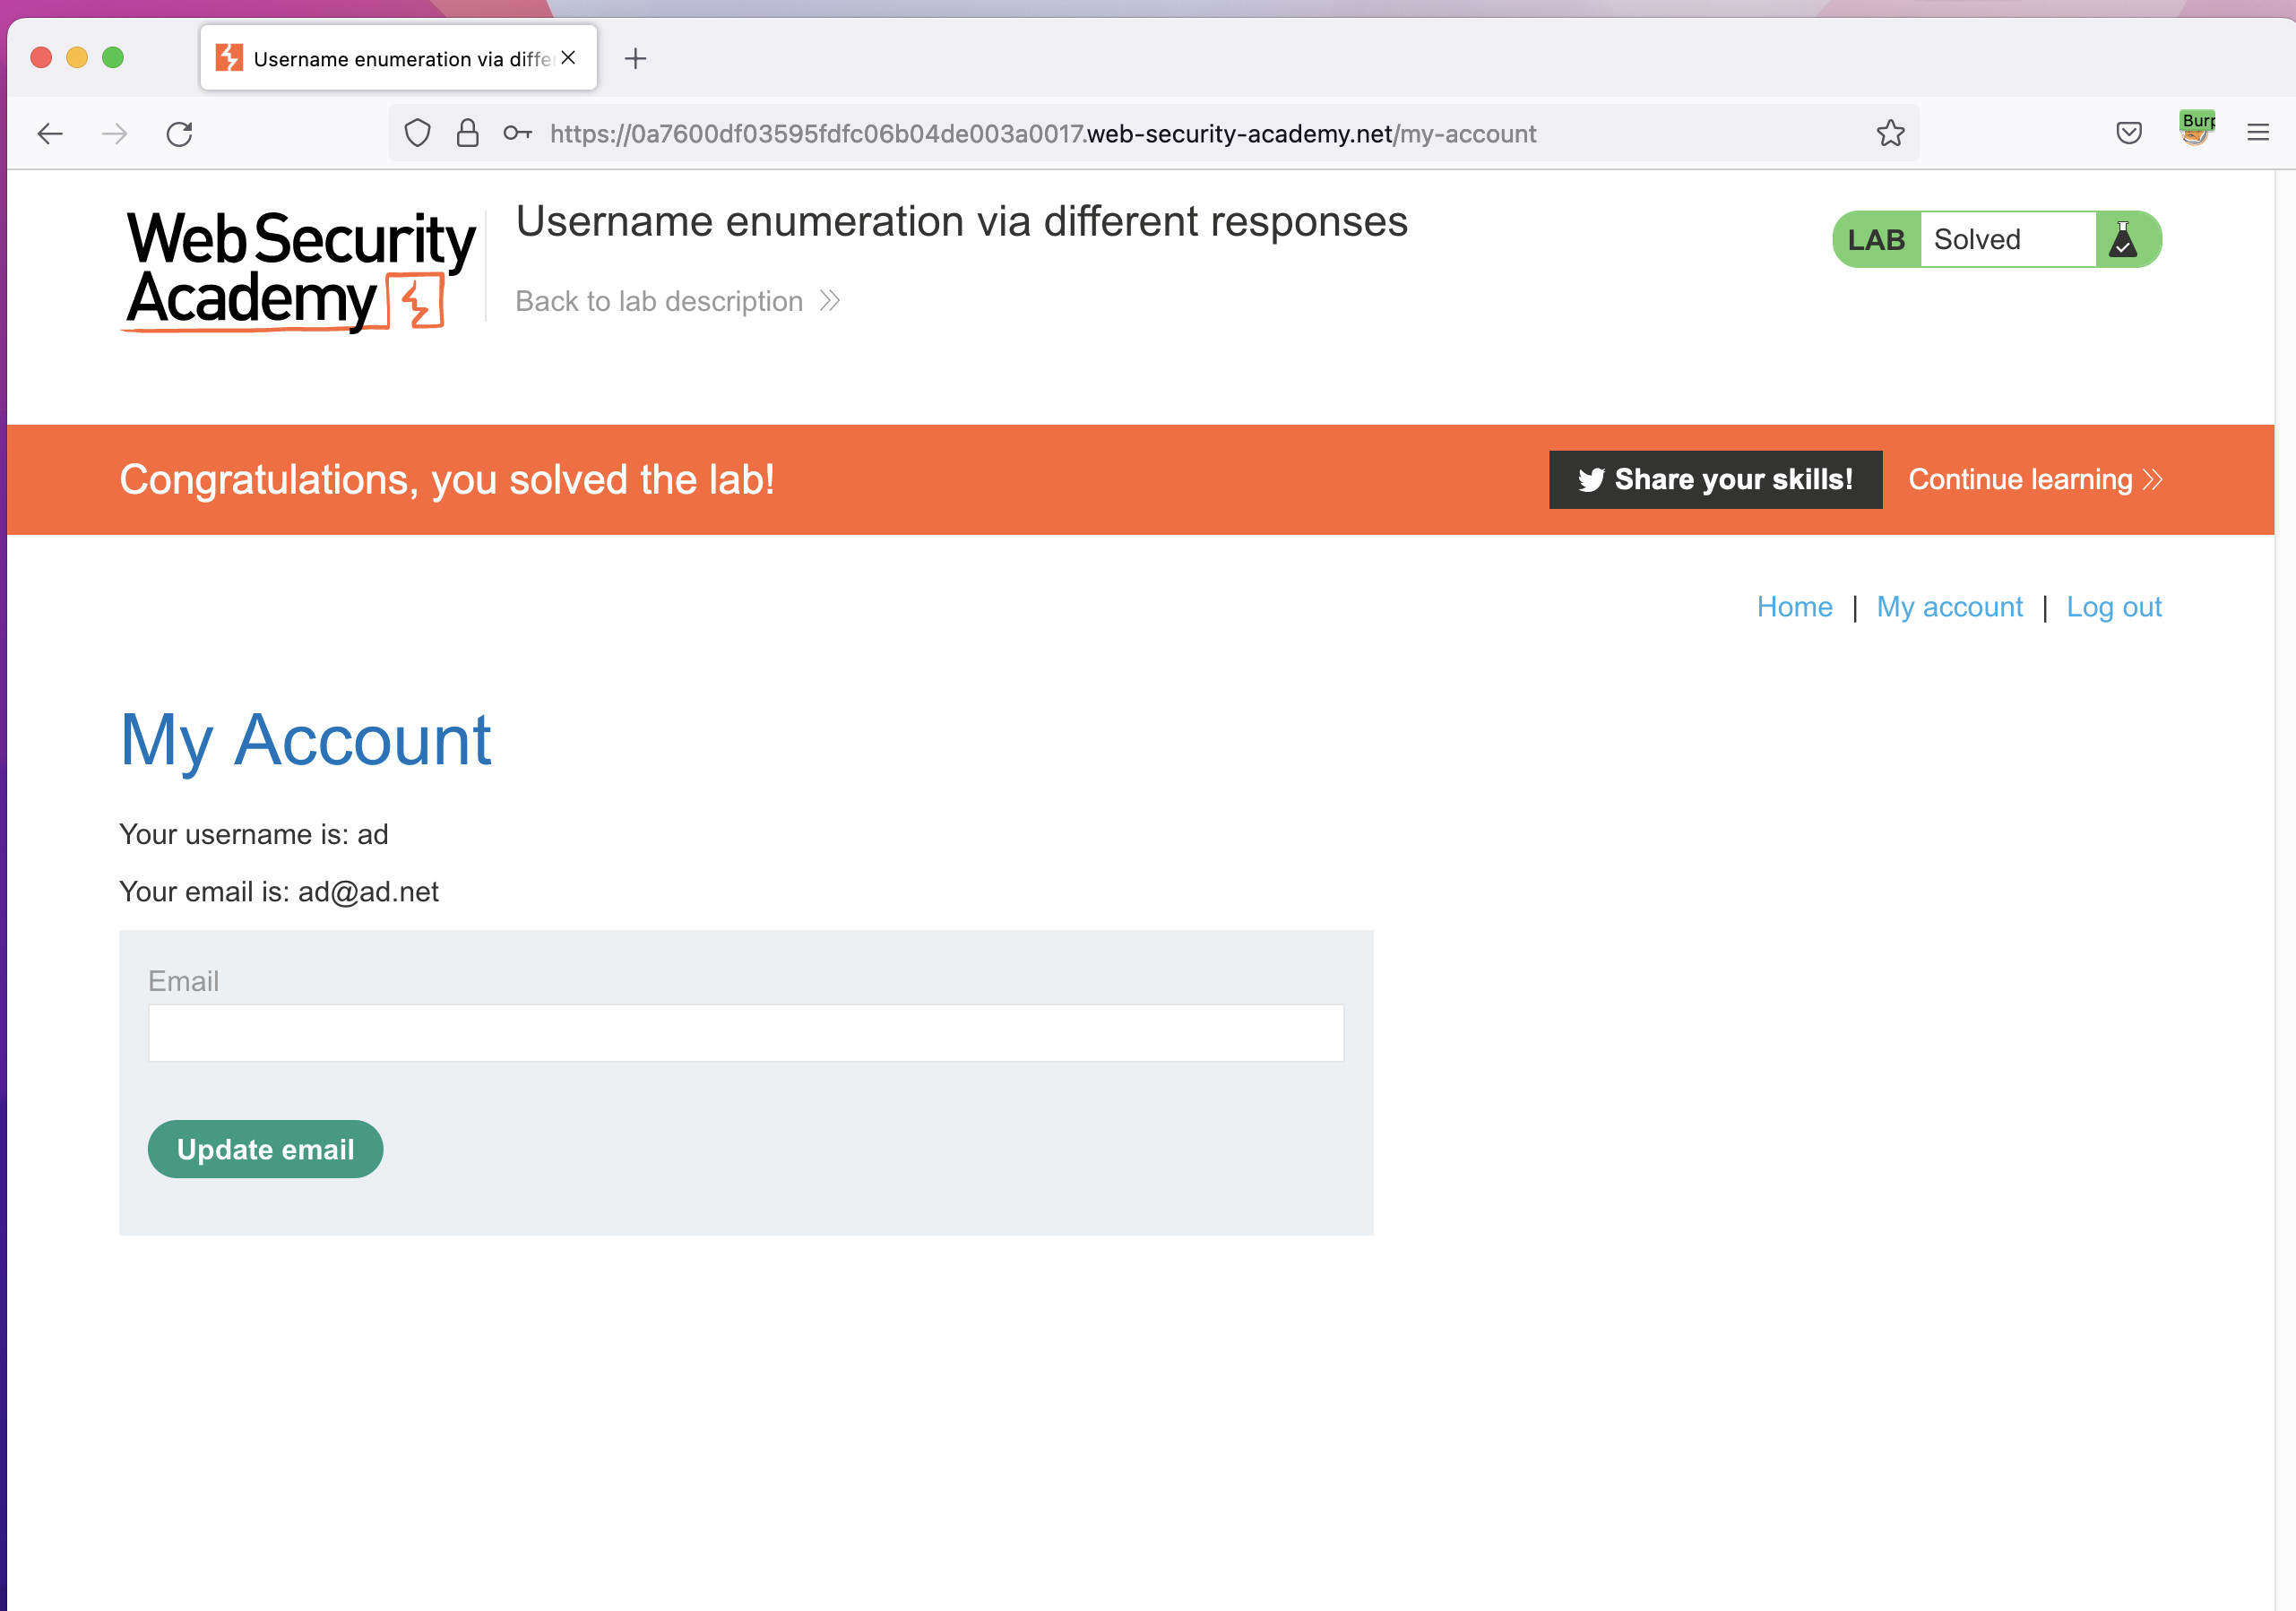 Username enumeration via differ
https://0a7600df03595fdfc06b04de003a0017.web-security-academy.net/my-account
Burp
Web Security
Academy
Username enumeration via different responses
Back to lab description
LAB Solved
Congratulations, you solved the lab!
Share your skills!
Continue learning
Home | My account | Log out
My Account
Your username is: ad
Your email is: ad@ad.net
Email
Update email